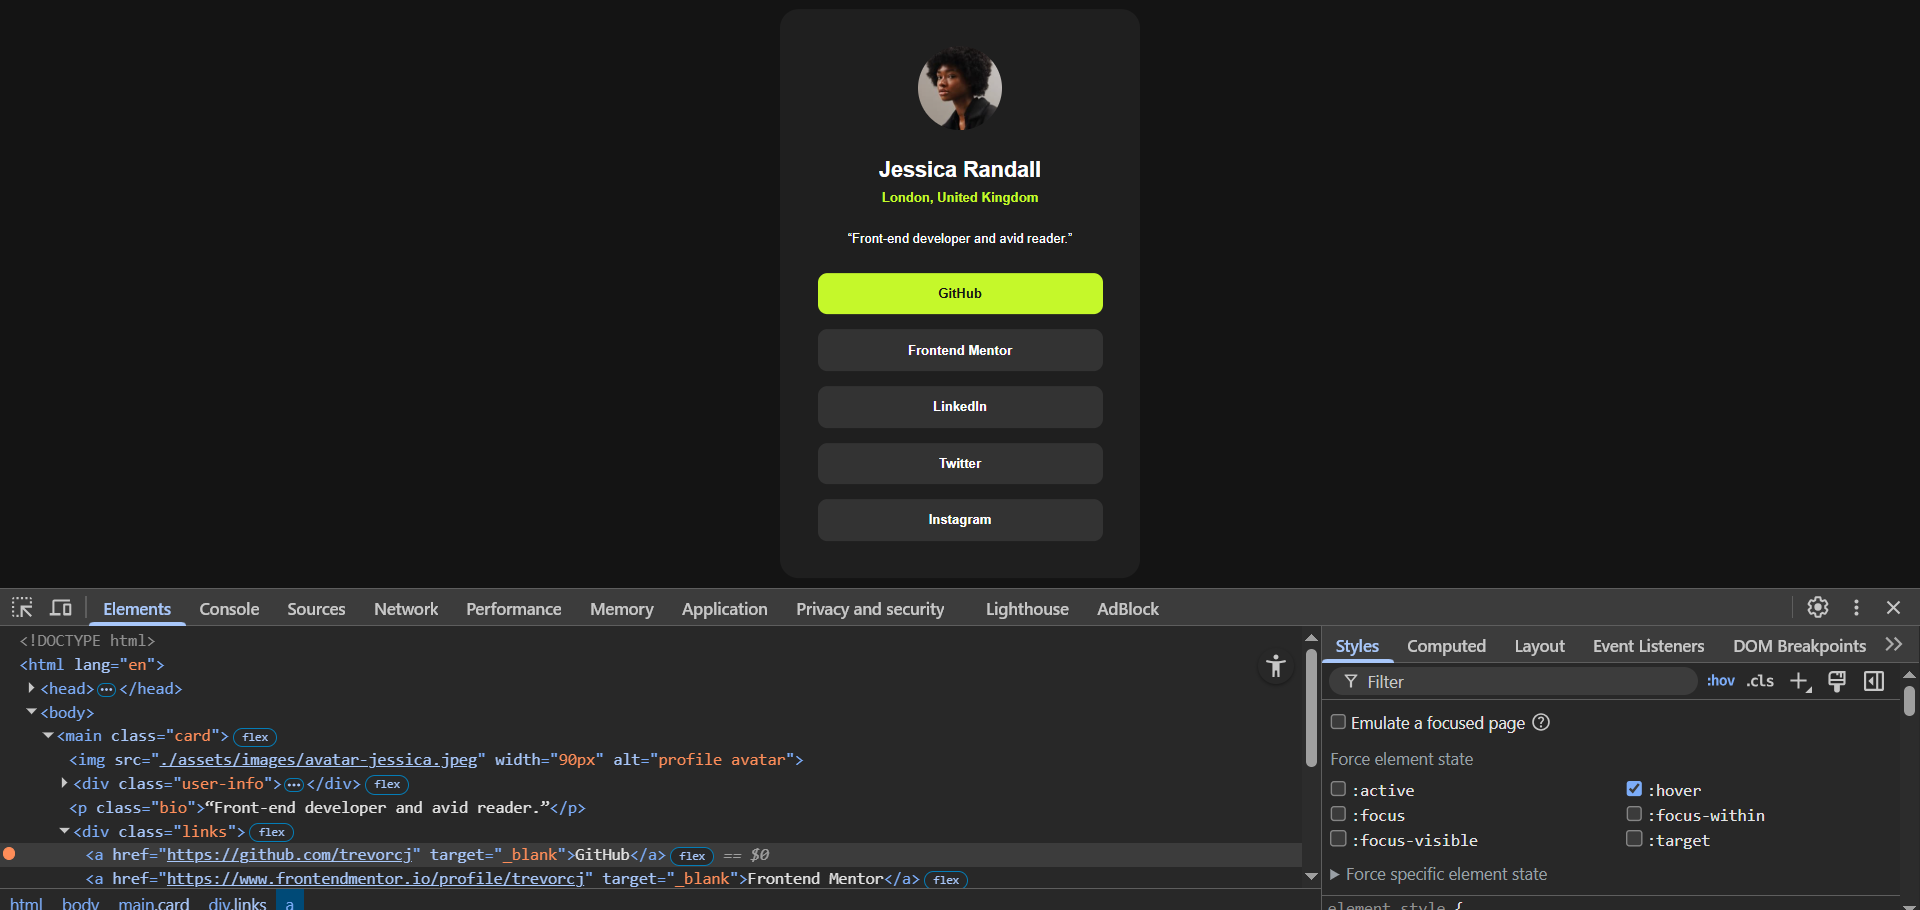 Jessica Randall
London, United Kingdom
“Front-end developer and avid reader.”
GitHub
Frontend Mentor
LinkedIn
Twitter
Instagram
Elements Console Sources Network Performance Memory Application Privacy and security Lighthouse AdBlock
<!DOCTYPE html>
<html lang="en">
<head>…</head>
<body>
<main class="card"> flex
<img src="./assets/images/avatar-jessica.jpeg" width="90px" alt="profile avatar">
<div class="user-info">…</div> flex
<p class="bio">“Front-end developer and avid reader.”</p>
<div class="links"> flex
<a href="https://github.com/trevorcj" target="_blank">GitHub</a> flex == $0
<a href="https://www.frontendmentor.io/profile/trevorcj" target="_blank">Frontend Mentor</a> flex
html body main.card div.links a
Styles Computed Layout Event Listeners DOM Breakpoints
Filter :hov .cls
Emulate a focused page
Force element state
:active :hover
:focus :focus-within
:focus-visible :target
Force specific element state
element.style {